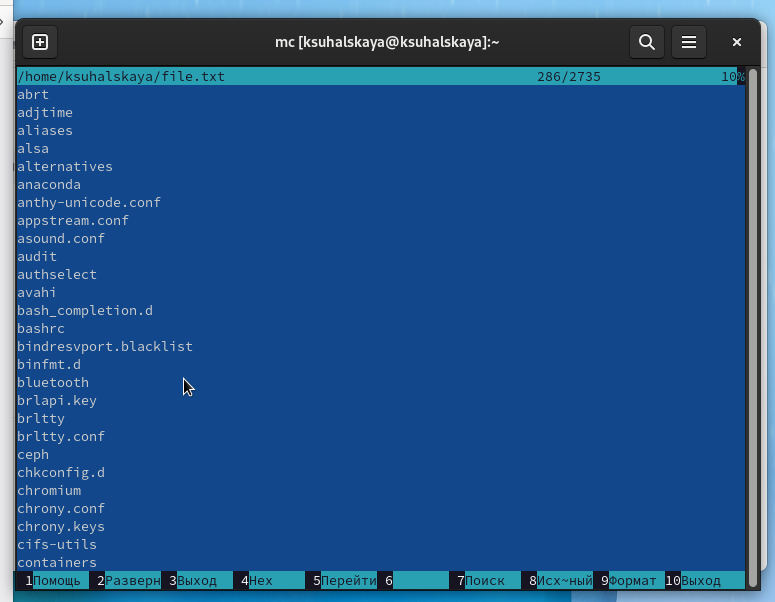 mc [ksuhalskaya@ksuhalskaya]:~
/home/ksuhalskaya/file.txt 286/2735 10%
abrt
adjtime
aliases
alsa
alternatives
anaconda
anthy-unicode.conf
appstream.conf
asound.conf
audit
authselect
avahi
bash_completion.d
bashrc
bindresvport.blacklist
binfmt.d
bluetooth
brlapi.key
brltty
brltty.conf
ceph
chkconfig.d
chromium
chrony.conf
chrony.keys
cifs-utils
containers
1Помощь 2Разверн 3Выход 4Hex 5Перейти 6 7Поиск 8Исх~ный 9Формат 10Выход